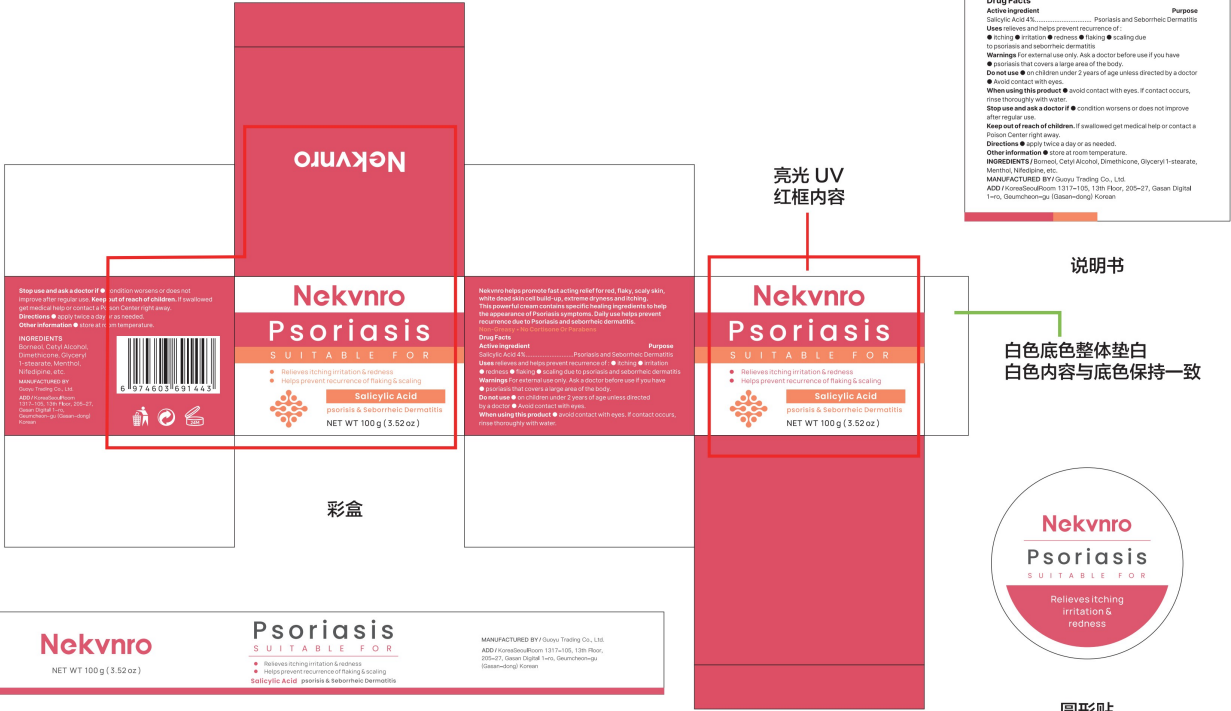 Drug Facts
Active ingredient Purpose
Salicylic Acid 4%.............................. Psoriasis and Seborrheic Dermatitis
Uses relieves and helps prevent recurrence of :
● itching ● irritation ● redness ● flaking ● scaling due
to psoriasis and seborrheic dermatitis
Warnings For external use only. Ask a doctor before use if you have
● psoriasis that covers a large area of the body.
Do not use ● on children under 2 years of age unless directed by a doctor
● Avoid contact with eyes.
When using this product ● avoid contact with eyes. If contact occurs,
rinse thoroughly with water.
Stop use and ask a doctor if ● condition worsens or does not improve
after regular use.
Keep out of reach of children. If swallowed get medical help or contact a
Poison Center right away.
Directions ● apply twice a day or as needed.
Other information ● store at room temperature.
INGREDIENTS / Borneol, Cetyl Alcohol, Dimethicone, Glyceryl 1-stearate,
Menthol, Nifedipine, etc.
MANUFACTURED BY / Guoyu Trading Co., Ltd.
ADD / KoreaSeoulRoom 1317-105, 13th Floor, 205-27, Gasan Digital
1-ro, Geumcheon-gu (Gasan-dong) Korean
说明书
Nekvnro
亮光 UV
红框内容
Stop use and ask a doctor if ● condition worsens or does not
improve after regular use. Keep out of reach of children. If swallowed
get medical help or contact a Poison Center right away.
Directions ● apply twice a day or as needed.
Other information ● store at room temperature.
INGREDIENTS
Borneol, Cetyl Alcohol,
Dimethicone, Glyceryl
1-stearate, Menthol,
Nifedipine, etc.
MANUFACTURED BY
Guoyu Trading Co., Ltd
ADD / KoreaSeoulRoom
1317-105, 13th Floor, 205-27,
Gasan Digital 1-ro,
Geumcheon-gu (Gasan-dong)
Korean
6 974603 691443
24M
Nekvnro
Psoriasis
SUITABLE FOR
● Relieves itching irritation & redness
● Helps prevent recurrence of flaking & scaling
Salicylic Acid
psorisis & Seborrheic Dermatitis
NET WT 100 g ( 3.52 oz )
Nekvnro helps promote fast acting relief for red, flaky, scaly skin,
white dead skin cell build-up, extreme dryness and itching.
This powerful cream contains specific healing ingredients to help
the appearance of Psoriasis symptoms. Daily use helps prevent
recurrence due to Psoriasis and seborrheic dermatitis.
Non-Greasy - No Cortisone Or Parabens
Drug Facts
Active ingredient Purpose
Salicylic Acid 4%..........................Psoriasis and Seborrheic Dermatitis
Uses relieves and helps prevent recurrence of : ● itching ● irritation
● redness ● flaking ● scaling due to psoriasis and seborrheic dermatitis
Warnings For external use only. Ask a doctor before use if you have
● psoriasis that covers a large area of the body.
Do not use ● on children under 2 years of age unless directed
by a doctor ● Avoid contact with eyes.
When using this product ● avoid contact with eyes. If contact occurs,
rinse thoroughly with water.
Nekvnro
Psoriasis
SUITABLE FOR
● Relieves itching irritation & redness
● Helps prevent recurrence of flaking & scaling
Salicylic Acid
psorisis & Seborrheic Dermatitis
NET WT 100 g ( 3.52 oz )
白色底色整体垫白
白色内容与底色保持一致
彩盒
Nekvnro
Psoriasis
SUITABLE FOR
Relieves itching
irritation &
redness
圆形贴
Nekvnro
NET WT 100 g ( 3.52 oz )
Psoriasis
SUITABLE FOR
● Relieves itching irritation & redness
● Helps prevent recurrence of flaking & scaling
Salicylic Acid psorisis & Seborrheic Dermatitis
MANUFACTURED BY / Guoyu Trading Co., Ltd.
ADD / KoreaSeoulRoom 1317-105, 13th Floor,
205-27, Gasan Digital 1-ro, Geumcheon-gu
(Gasan-dong) Korean